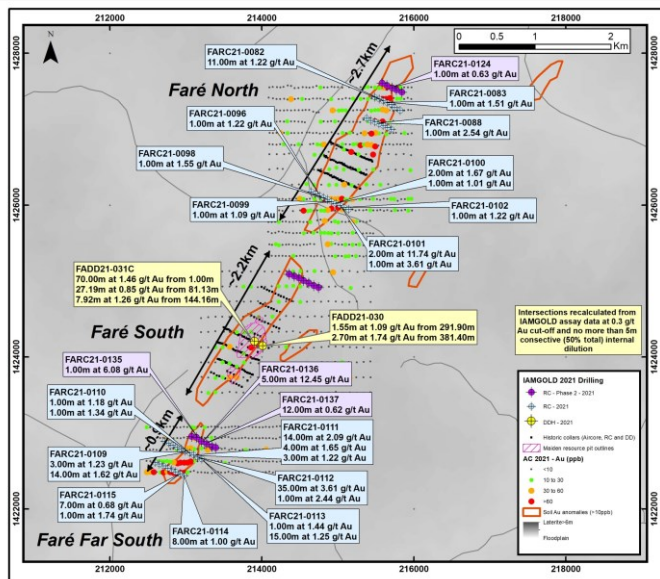 212000
214000
216000
218000
1428000
1426000
1424000
1422000
0
1
2
Km
N
~2.7km
Faré North
FARC21-0082
11.00m at 1.22 g/t Au
FARC21-0124
1.00m at 0.63 g/t Au
FARC21-0083
1.00m at 1.51 g/t Au
FARC21-0096
1.00m at 1.22 g/t Au
FARC21-0088
1.00m at 2.54 g/t Au
FARC21-0098
1.00m at 1.55 g/t Au
FARC21-0100
2.00m at 1.67 g/t Au
1.00m at 1.01 g/t Au
FARC21-0099
1.00m at 1.09 g/t Au
FARC21-0102
1.00m at 1.22 g/t Au
FARC21-0101
2.00m at 11.74 g/t Au
1.00m at 3.61 g/t Au
~2.2km
FADD21-031C
70.00m at 1.46 g/t Au from 1.00m
27.19m at 0.85 g/t Au from 81.13m
7.92m at 1.26 g/t Au from 144.16m
FADD21-030
1.55m at 1.09 g/t Au from 291.90m
2.70m at 1.74 g/t Au from 381.40m
Faré South
Intersections recalculated from
IAMGOLD assay data at 0.3 g/t
Au cut-off and no more than 5m
consective (50% total) internal
dilution
FARC21-0135
1.00m at 6.08 g/t Au
FARC21-0136
5.00m at 12.45 g/t Au
FARC21-0110
1.00m at 1.18 g/t Au
1.00m at 1.34 g/t Au
FARC21-0137
12.00m at 0.62 g/t Au
FARC21-0111
14.00m at 2.09 g/t Au
4.00m at 1.65 g/t Au
3.00m at 1.22 g/t Au
FARC21-0109
3.00m at 1.23 g/t Au
14.00m at 1.62 g/t Au
FARC21-0112
35.00m at 3.61 g/t Au
1.00m at 2.44 g/t Au
FARC21-0115
7.00m at 0.68 g/t Au
1.00m at 1.74 g/t Au
FARC21-0113
1.00m at 1.44 g/t Au
15.00m at 1.25 g/t Au
FARC21-0114
8.00m at 1.00 g/t Au
Faré Far South
IAMGOLD 2021 Drilling
RC - Phase 2 - 2021
RC - 2021
DDH - 2021
Historic collars (Aircore, RC and DD)
Maiden resource pit outlines
AC 2021 - Au (ppb)
<10
10 to 30
30 to 60
>60
Soil Au anomalies (>10ppb)
Laterite>6m
Floodplain
212000
214000
216000
218000